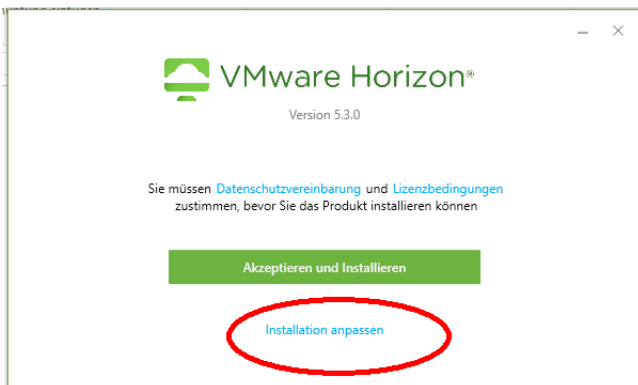 VMware Horizon®
Version 5.3.0
Sie müssen Datenschutzvereinbarung und Lizenzbedingungen
zustimmen, bevor Sie das Produkt installieren können
Akzeptieren und Installieren
Installation anpassen